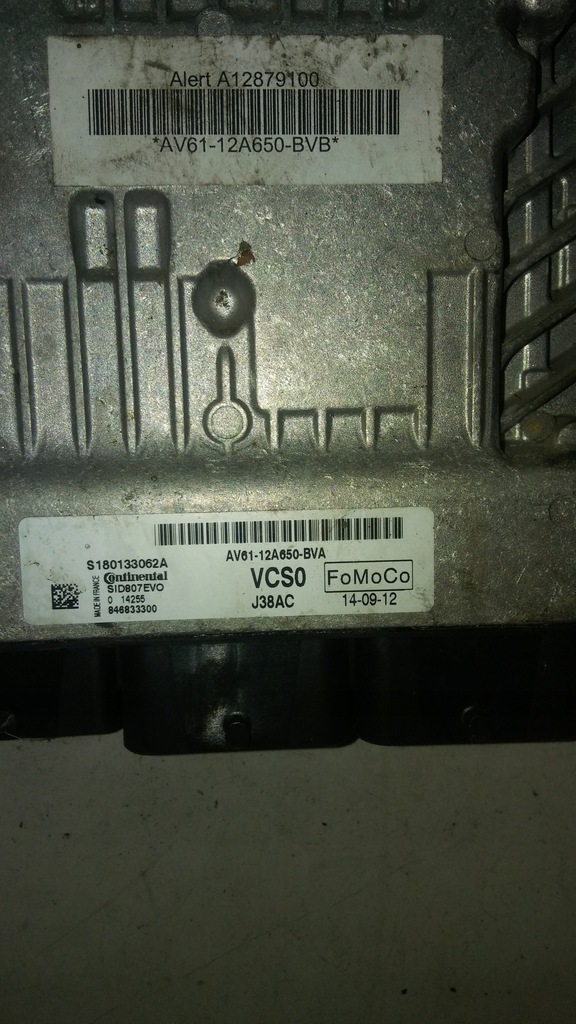 Alert A12879100
*AV61-12A650-BVB*
AV61-12A650-BVA
S180133062A
MADE IN FRANCE
Continental
SID807EVO
0 14255
846833300
VCS0
J38AC
FoMoCo
14-09-12